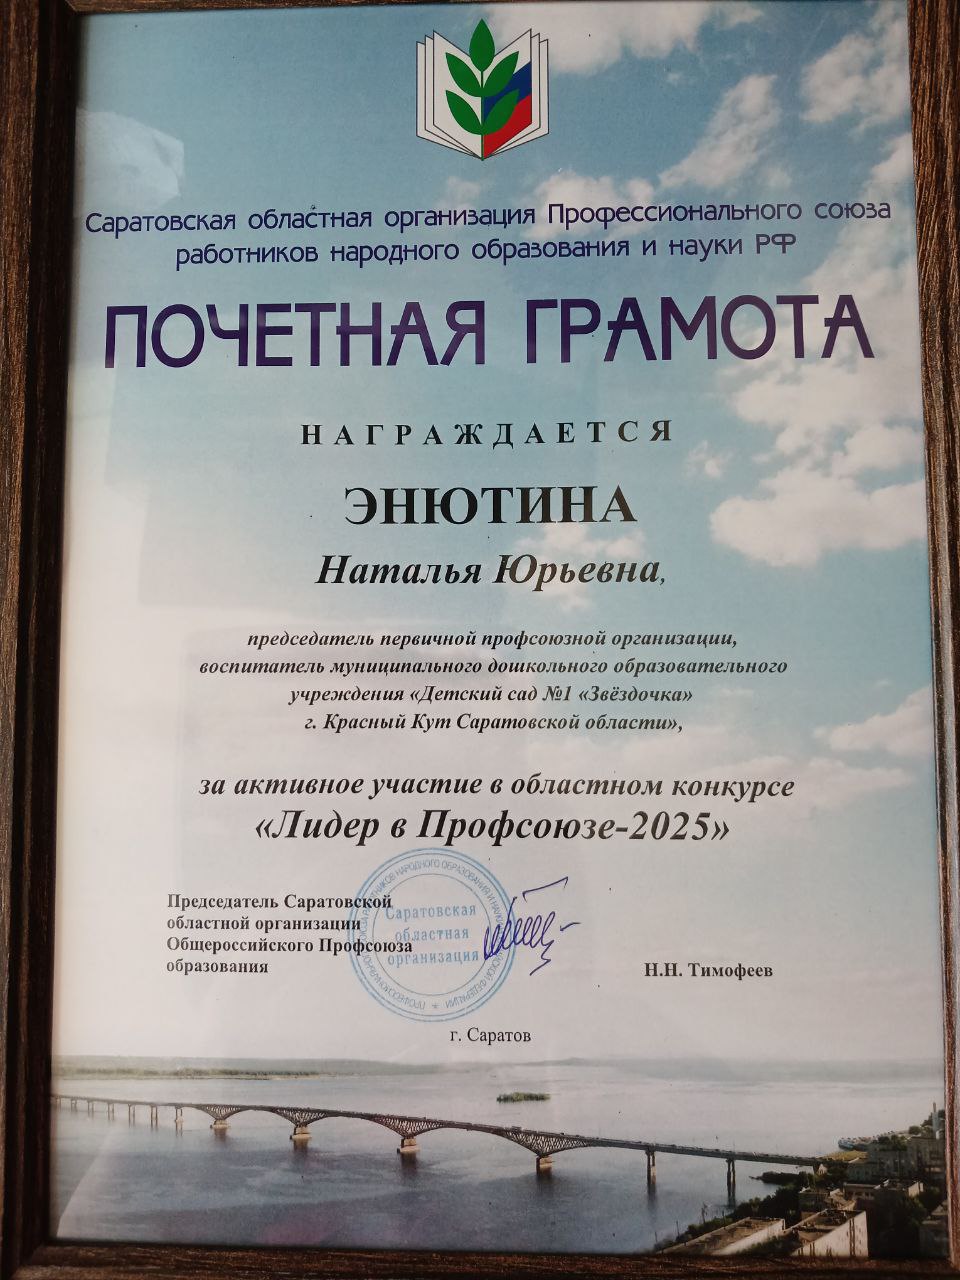 Саратовская областная организация Профессионального союза
работников народного образования и науки РФ
ПОЧЕТНАЯ ГРАМОТА
НАГРАЖДАЕТСЯ
ЭНЮТИНА
Наталья Юрьевна,
председатель первичной профсоюзной организации,
воспитатель муниципального дошкольного образовательного
учреждения «Детский сад №1 «Звёздочка»
г. Красный Кут Саратовской области»,
за активное участие в областном конкурсе
«Лидер в Профсоюзе-2025»
Председатель Саратовской
областной организации
Общероссийского Профсоюза
образования
Саратовская
областная
организация
Н.Н. Тимофеев
г. Саратов